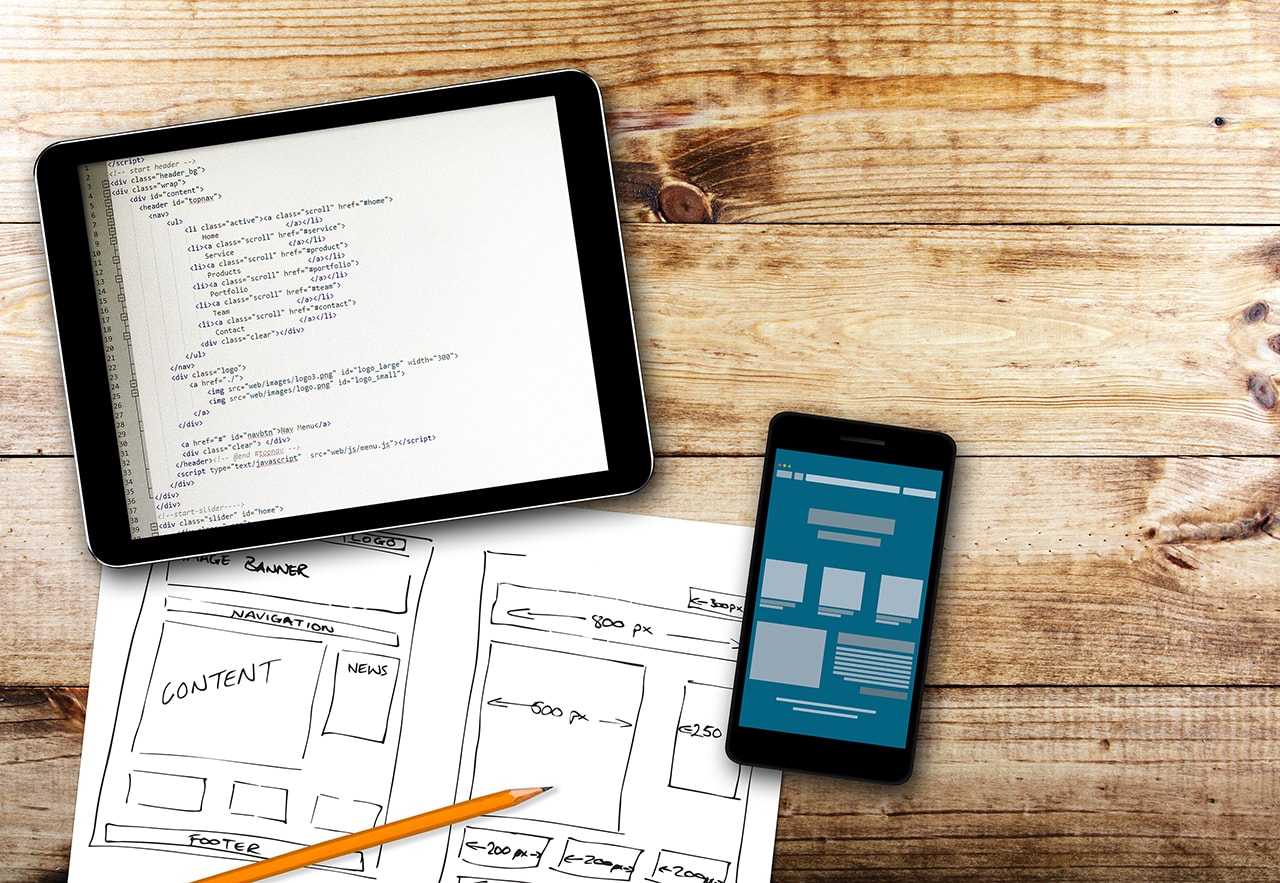 </script>
<!-- start header -->
<div class="header_bg">
<div class="wrap">
<div id="content">
<header id="topnav">
<nav>
<ul>
<li class="active"><a class="scroll" href="#home">
Home </a></li>
<li><a class="scroll" href="#service">
Service </a></li>
<li><a class="scroll" href="#product">
Products </a></li>
<li><a class="scroll" href="#portfolio">
Portfolio </a></li>
<li><a class="scroll" href="#team">
Team </a></li>
<li><a class="scroll" href="#contact">
Contact </a></li>
<div class="clear"></div>
</ul>
</nav>
<div class="logo">
<a href="./">
<img src="web/images/logo3.png" id="logo_large" width="300">
<img src="web/images/logo.png" id="logo_small">
</a>
</div>
<a href="#" id="navbtn">Nav Menu</a>
<div class="clear"> </div>
</header><!-- @end #topnav -->
<script type="text/javascript" src="web/js/menu.js"></script>
</div>
</div>
<!--start-slider---->
<div class="slider" id="home">
LOGO
IMAGE BANNER
NAVIGATION
CONTENT
NEWS
FOOTER
300px
800 px
500 px
250
200 px
200px
200px